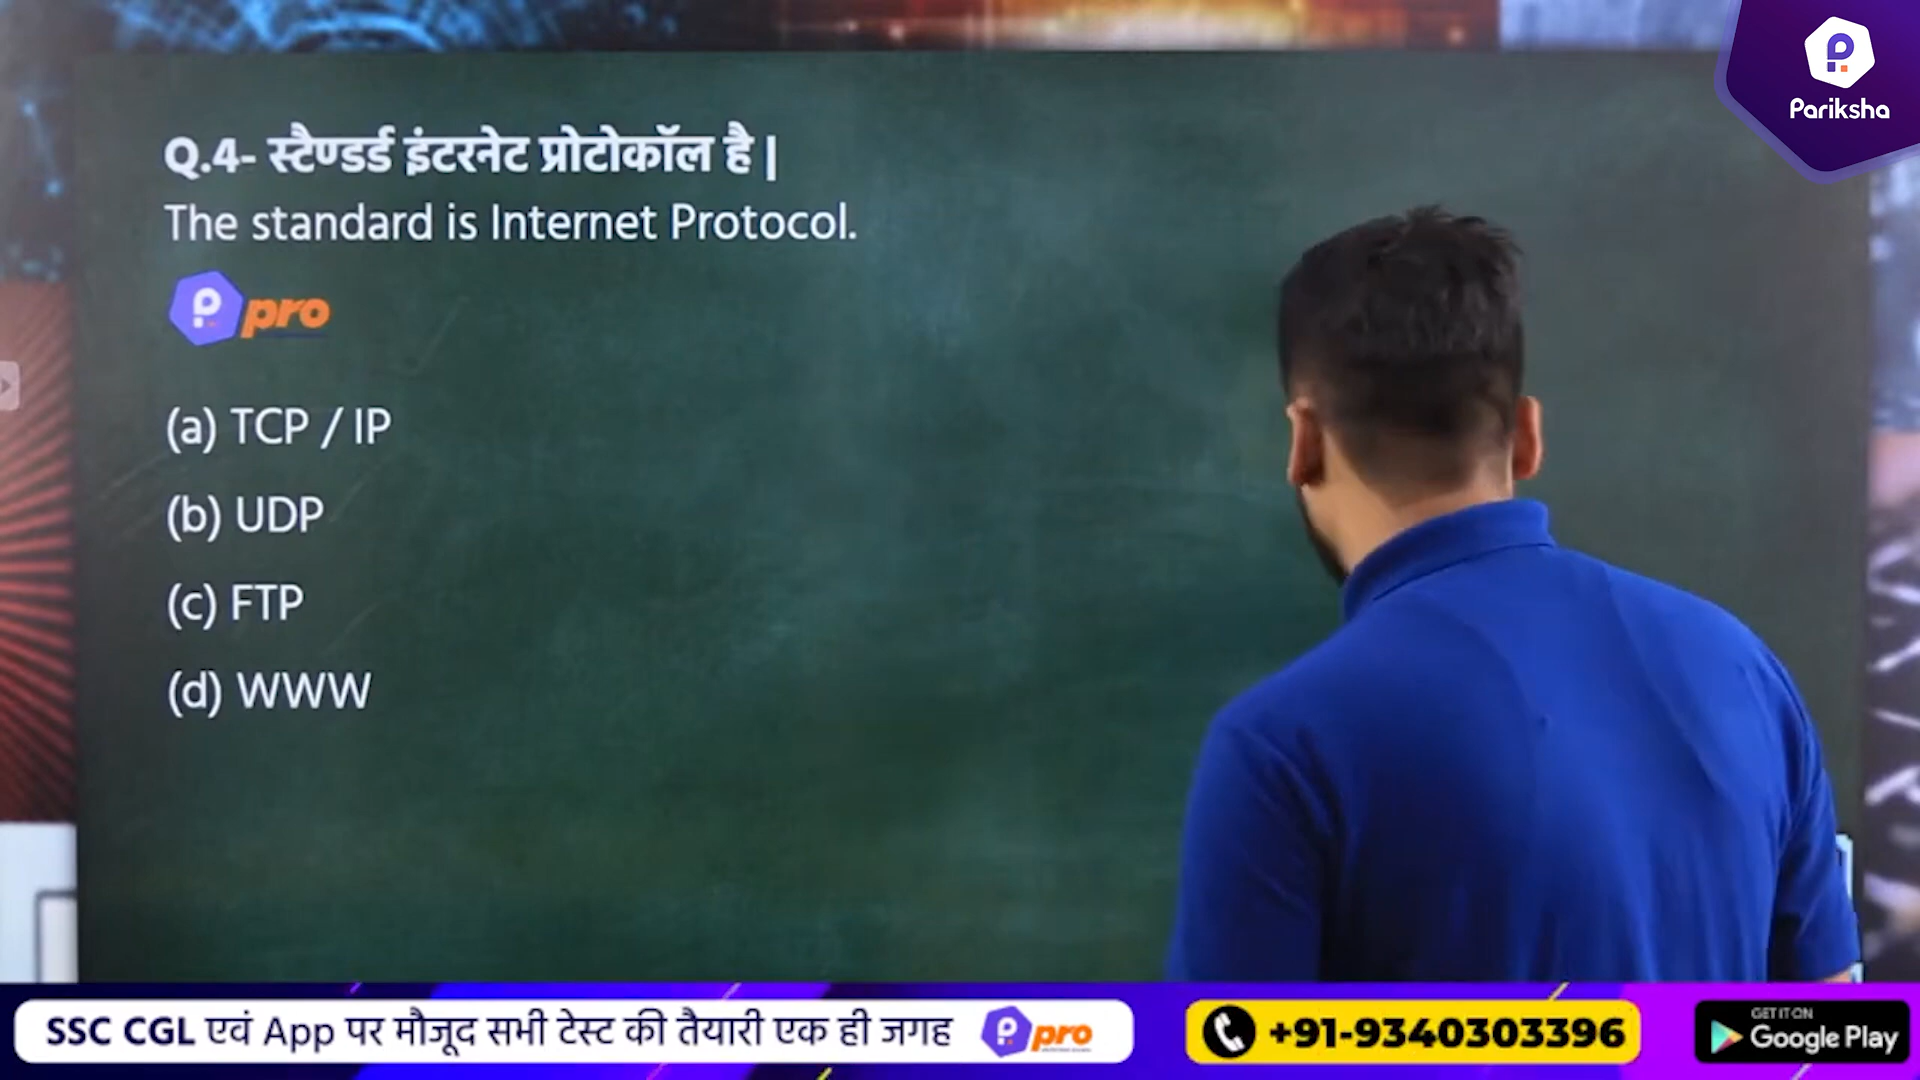 Pariksha
Q.4- स्टैण्डर्ड इंटरनेट प्रोटोकॉल है |
The standard is Internet Protocol.
pro
(a) TCP / IP
(b) UDP
(c) FTP
(d) WWW
SSC CGL एवं App पर मौजूद सभी टेस्ट की तैयारी एक ही जगह
pro
+91-9340303396
GET IT ON
Google Play